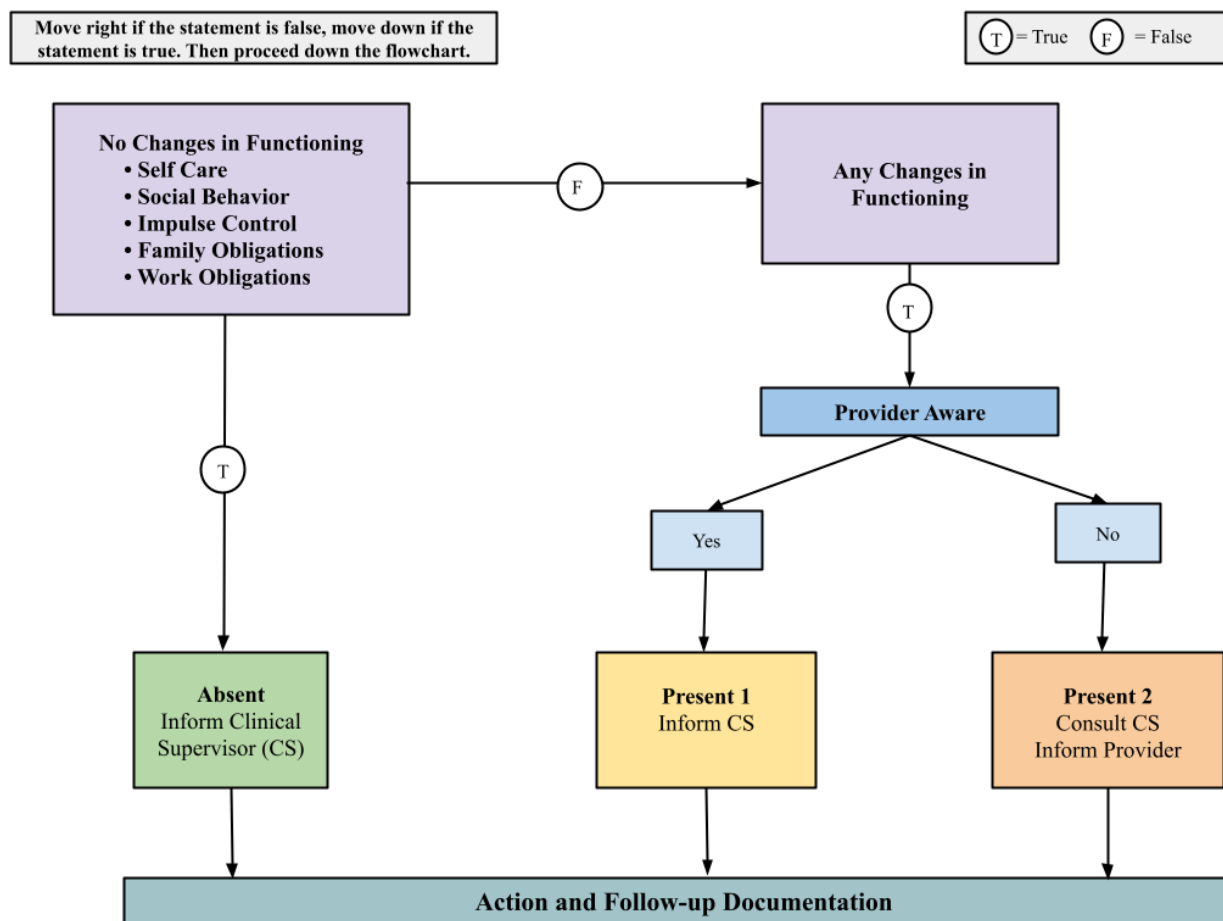 Move right if the statement is false, move down if the
statement is true. Then proceed down the flowchart.
T = True F = False
No Changes in Functioning
• Self Care
• Social Behavior
• Impulse Control
• Family Obligations
• Work Obligations
F
Any Changes in
Functioning
T
Provider Aware
T
Yes
No
Absent
Inform Clinical
Supervisor (CS)
Present 1
Inform CS
Present 2
Consult CS
Inform Provider
Action and Follow-up Documentation